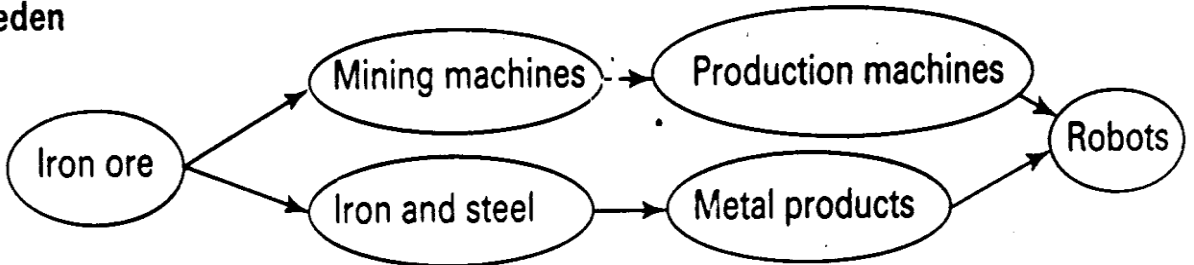 eden
Mining machines
Production machines
Iron ore
Robots
Iron and steel
Metal products